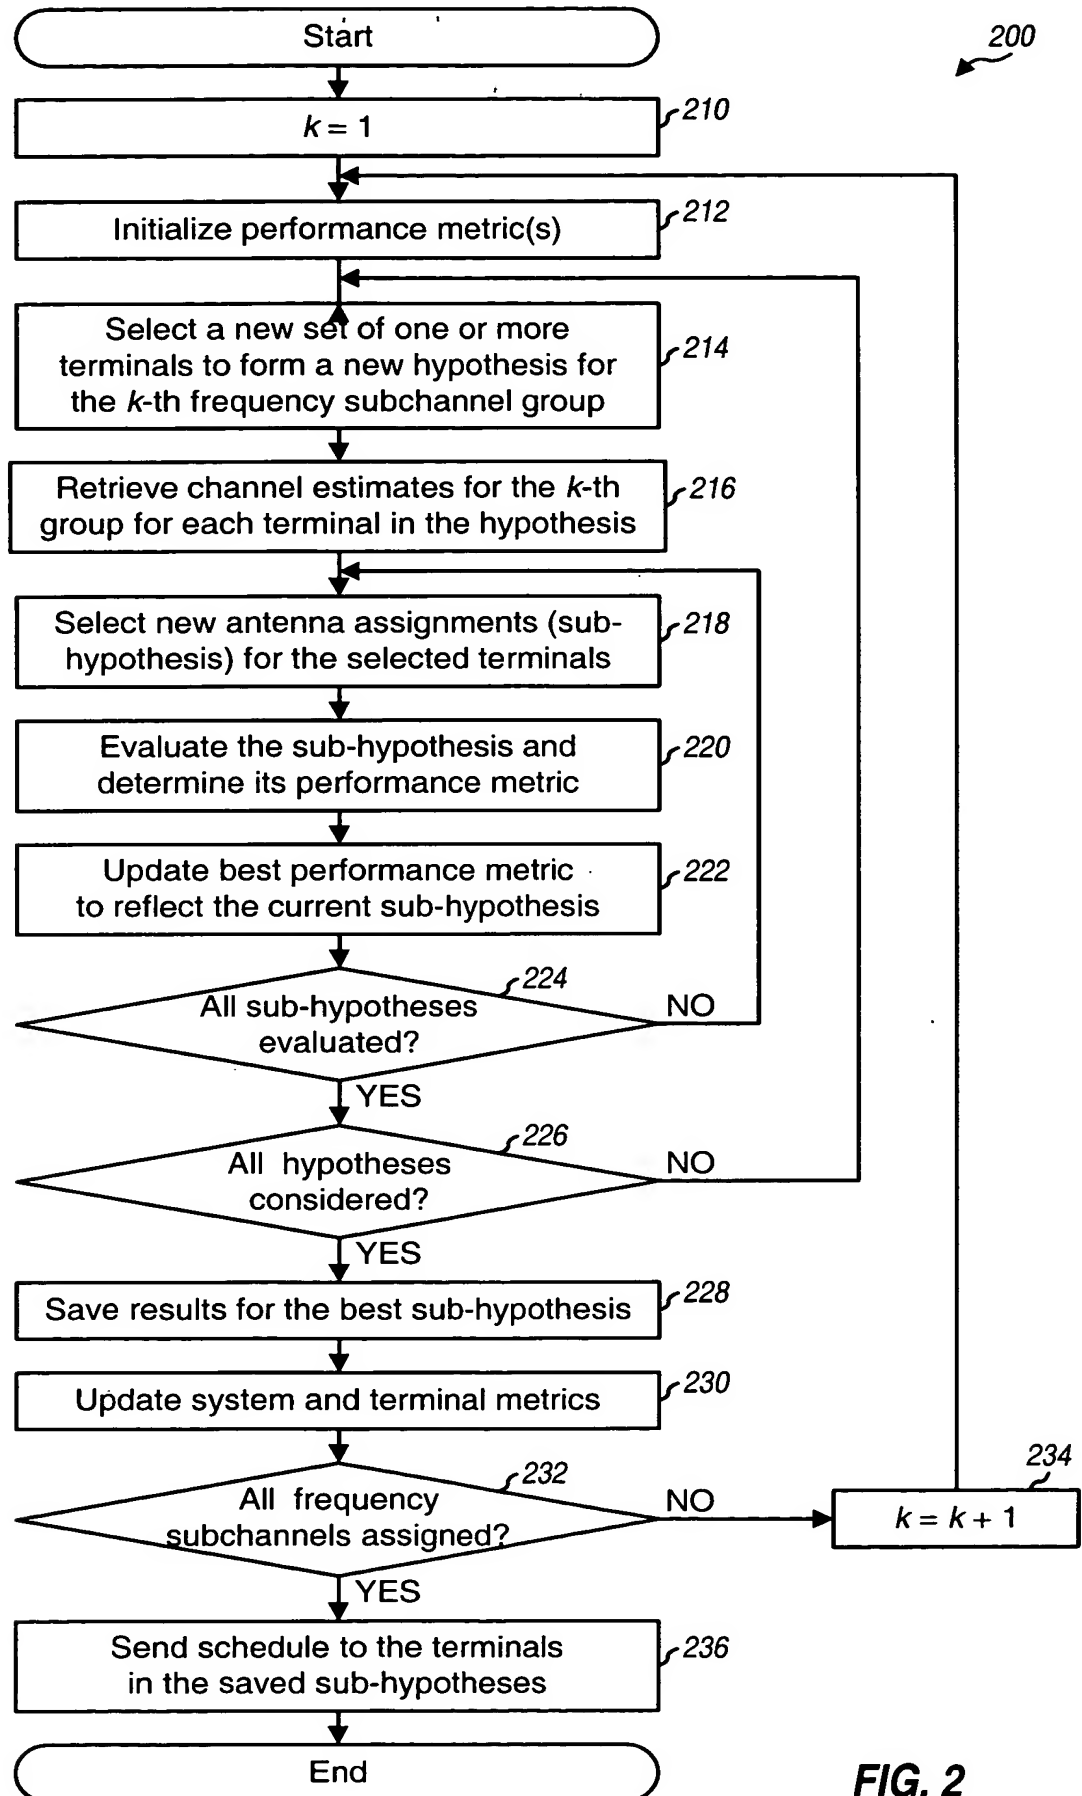 Start
200
k = 1
210
Initialize performance metric(s)
212
Select a new set of one or more
terminals to form a new hypothesis for
the k-th frequency subchannel group
214
Retrieve channel estimates for the k-th
group for each terminal in the hypothesis
216
Select new antenna assignments (sub-
hypothesis) for the selected terminals
218
Evaluate the sub-hypothesis and
determine its performance metric
220
Update best performance metric
to reflect the current sub-hypothesis
222
All sub-hypotheses
evaluated?
224
NO
YES
All hypotheses
considered?
226
NO
YES
Save results for the best sub-hypothesis
228
Update system and terminal metrics
230
All frequency
subchannels assigned?
232
NO
234
k = k + 1
YES
Send schedule to the terminals
in the saved sub-hypotheses
236
End
FIG. 2